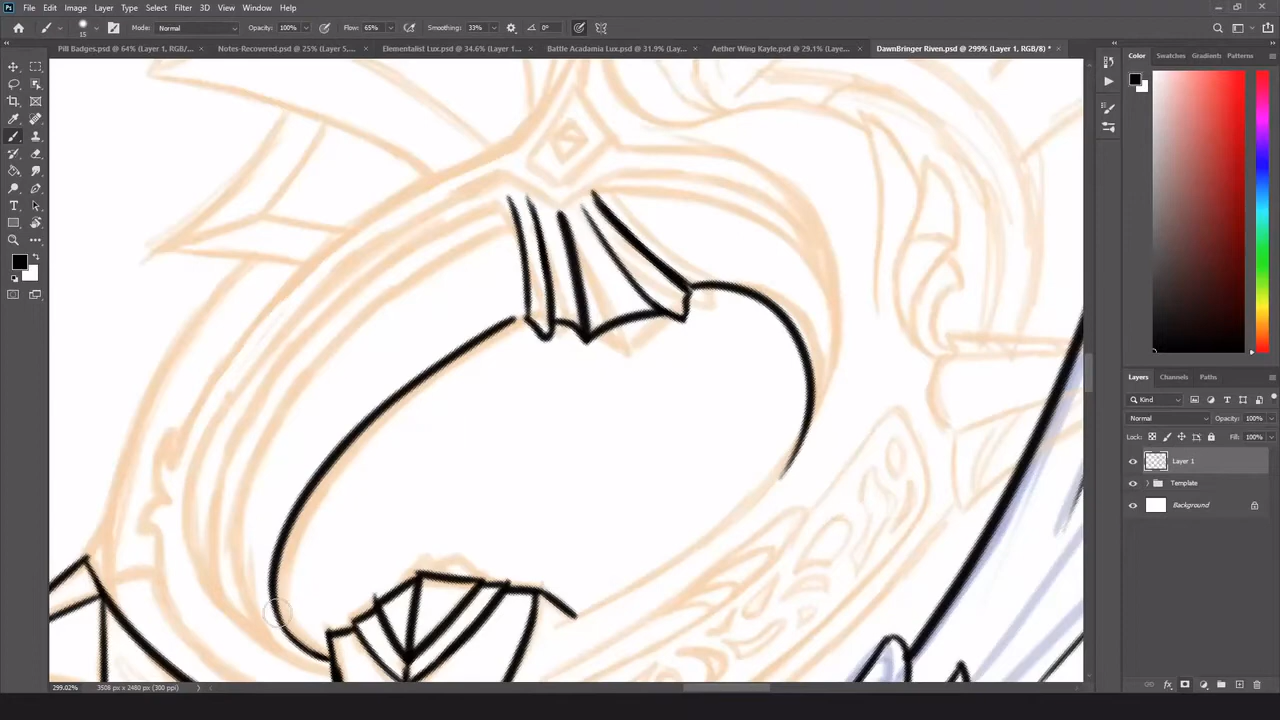 File Edit Image Layer Type Select Filter 3D View Window Help
15 Mode: Normal Opacity: 100% Flow: 65% Smoothing: 33% 0°
Pill Badges.psd @ 64% (Layer 1, RGB/... × Notes-Recovered.psd @ 25% (Layer 5,... × Elementalist Lux.psd @ 34.6% (Layer 1... × Battle Acadamia Lux.psd @ 31.9% (Lay... × Aether Wing Kayle.psd @ 29.1% (Laye... × DawnBringer Riven.psd @ 299% (Layer 1, RGB/8) * ×
Color Swatches Gradients Patterns
Layers Channels Paths
Kind
Normal Opacity: 100%
Lock: Fill: 100%
Layer 1
Template
Background
299.02% 3508 px x 2480 px (300 ppi)